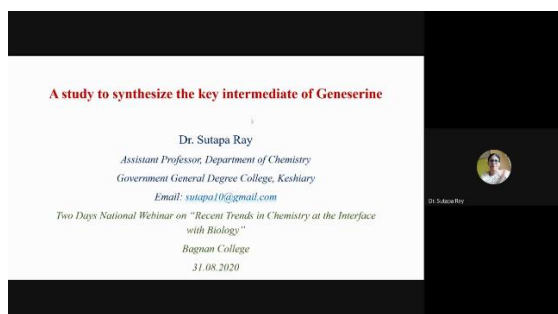 A study to synthesize the key intermediate of Geneserine
Dr. Sutapa Ray
Assistant Professor, Department of Chemistry
Government General Degree College, Keshiary
Email: sutapa10@gmail.com
Two Days National Webinar on “Recent Trends in Chemistry at the Interface
with Biology”
Bagnan College
31.08.2020
Dr. Sutapa Ray